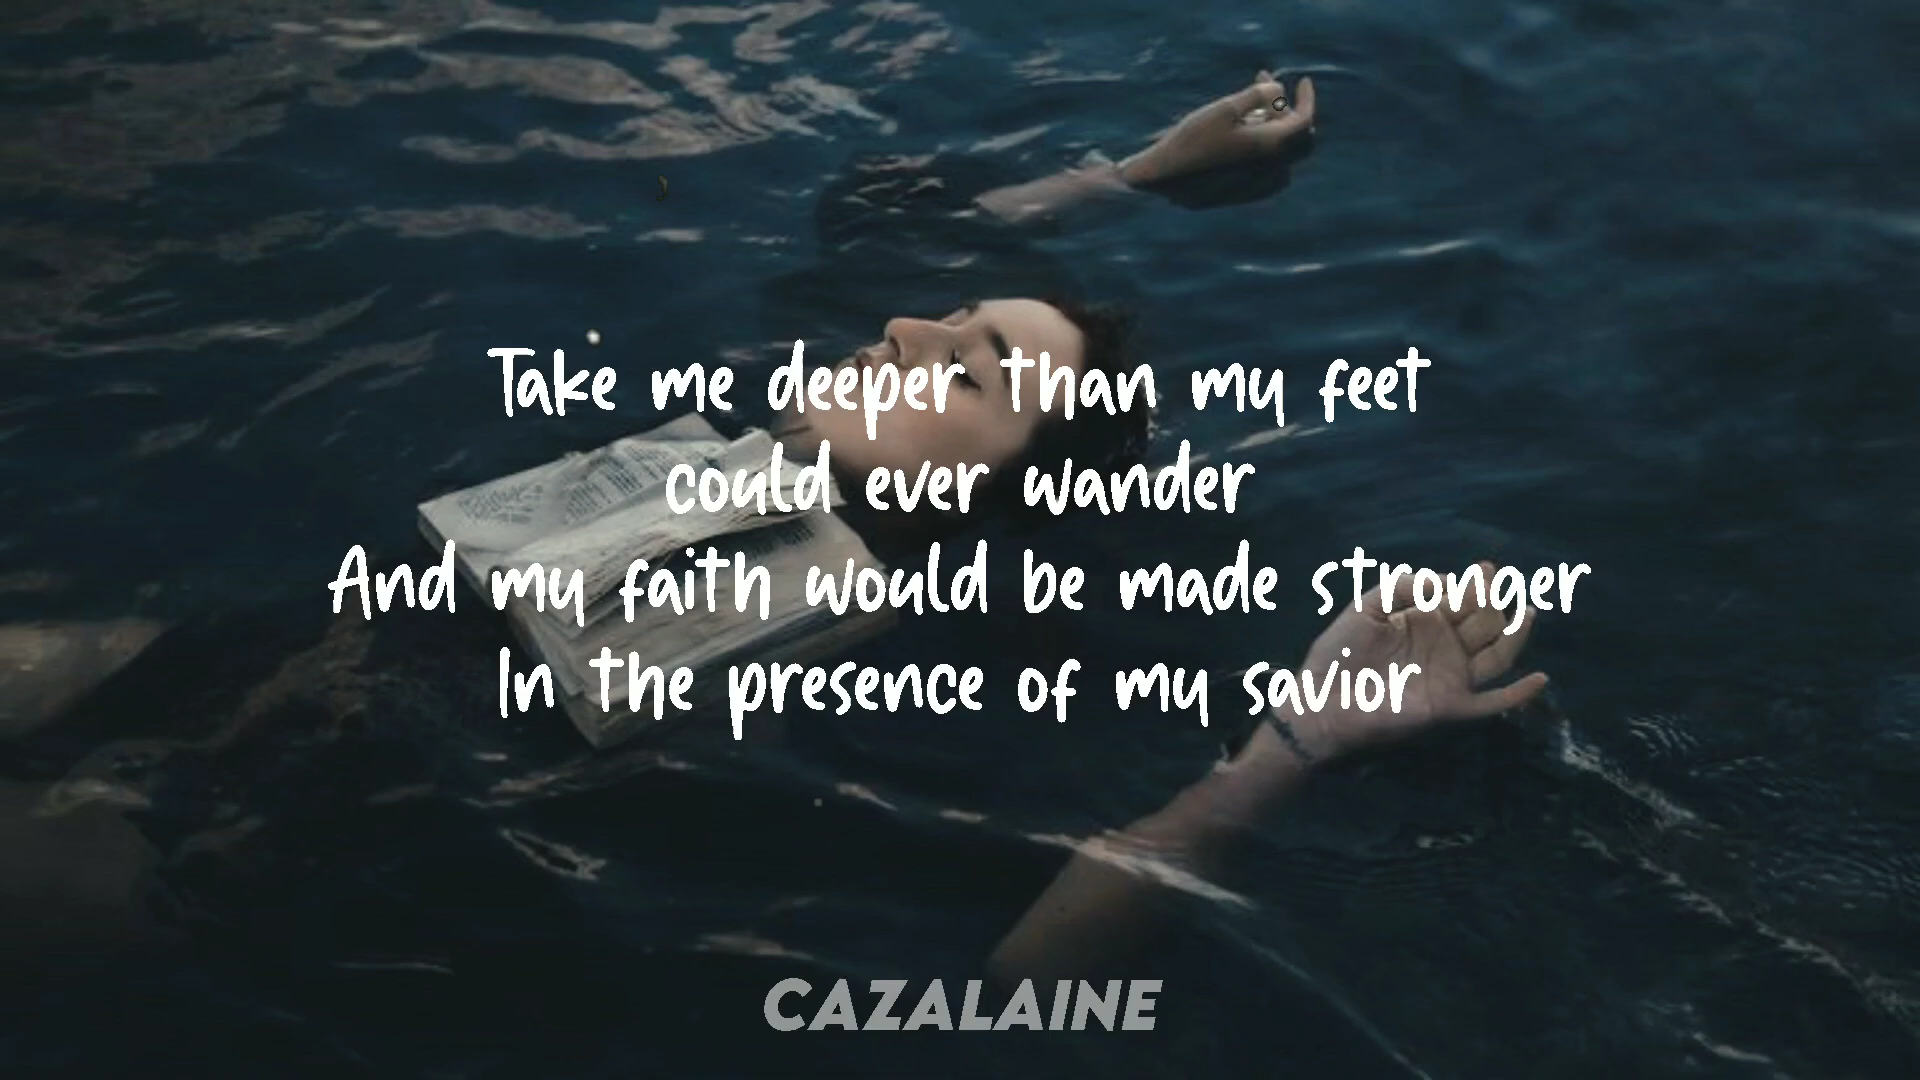 Take me deeper than my feet
could ever wander
And my faith would be made stronger
In the presence of my savior
CAZALAINE